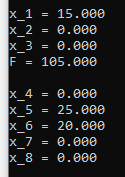 x_1 = 15.000
x_2 = 0.000
x_3 = 0.000
F = 105.000

x_4 = 0.000
x_5 = 25.000
x_6 = 20.000
x_7 = 0.000
x_8 = 0.000